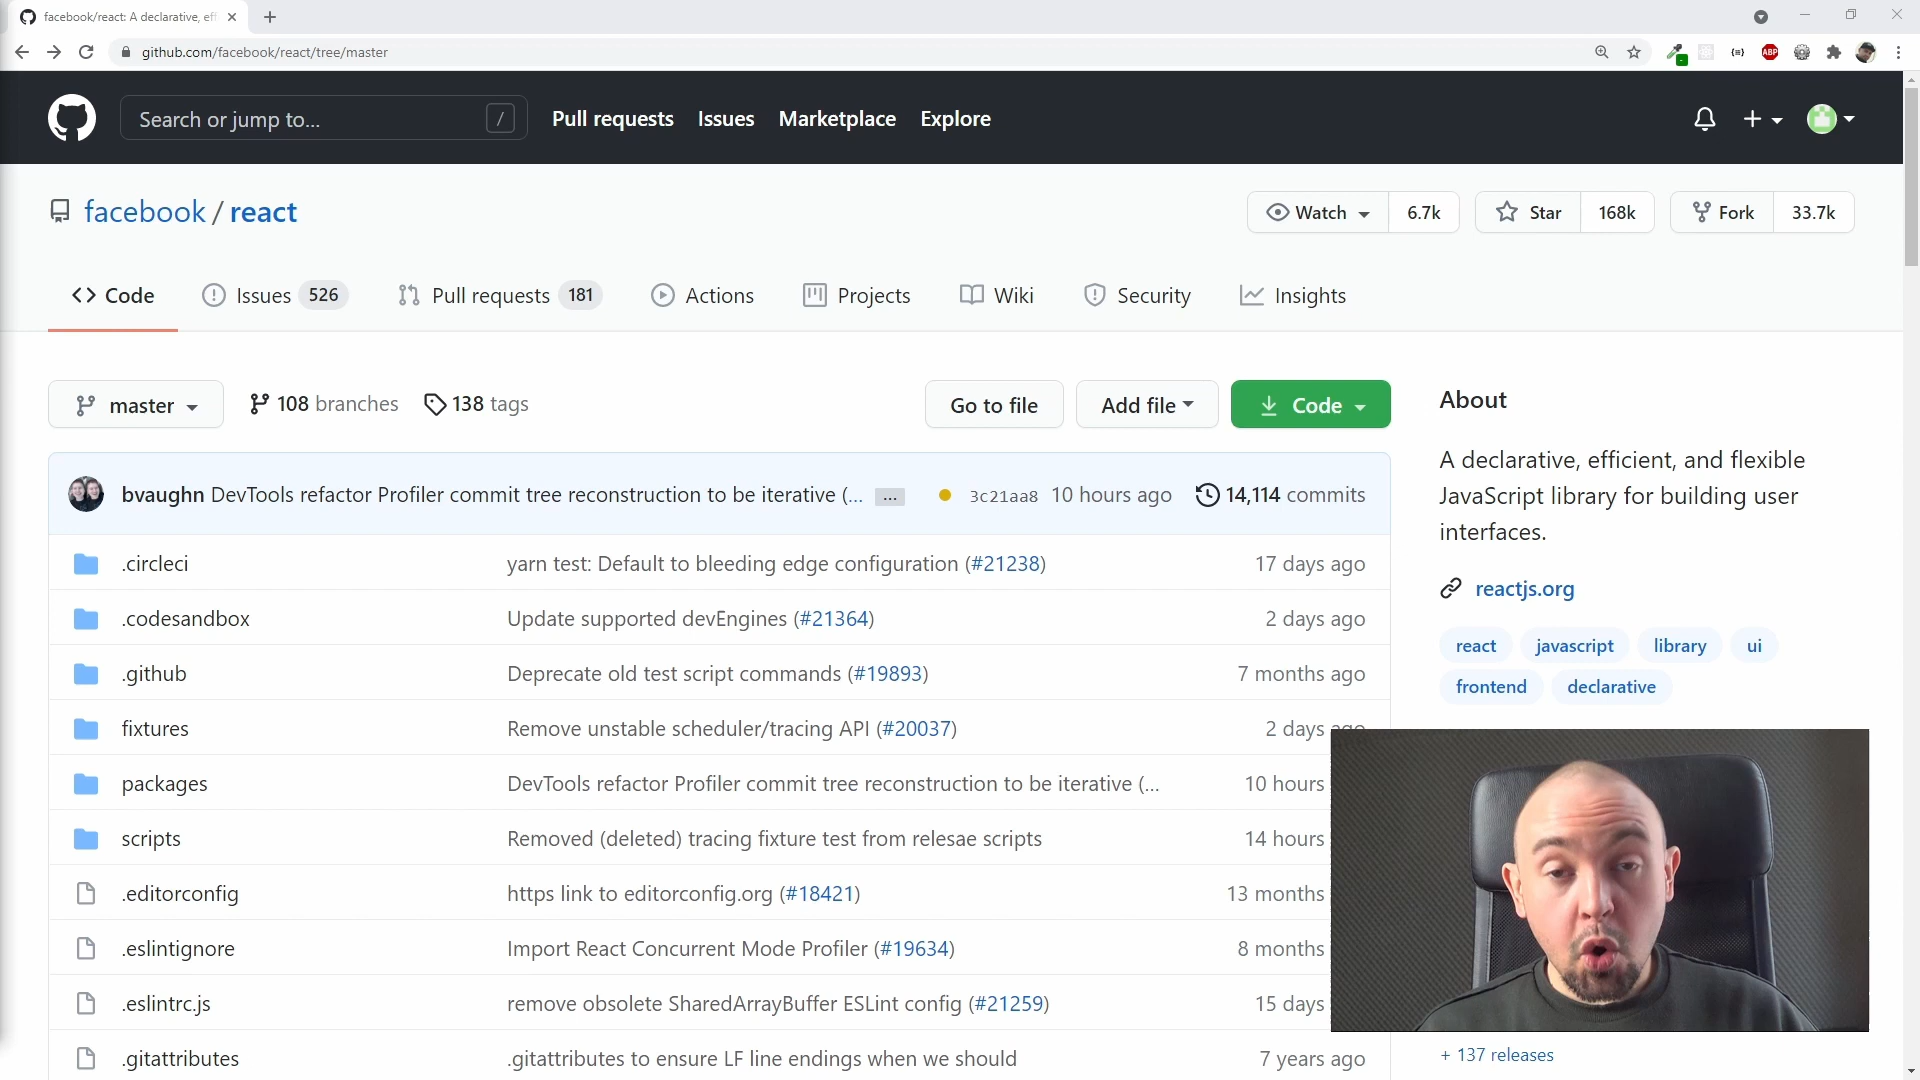 facebook/react: A declarative, eff
github.com/facebook/react/tree/master
ABP
Search or jump to...
/
Pull requests
Issues
Marketplace
Explore
facebook / react
Watch 6.7k
Star 168k
Fork 33.7k
Code
Issues 526
Pull requests 181
Actions
Projects
Wiki
Security
Insights
master
108 branches
138 tags
Go to file
Add file
Code
bvaughn DevTools refactor Profiler commit tree reconstruction to be iterative (... ... 3c21aa8 10 hours ago 14,114 commits
.circleci yarn test: Default to bleeding edge configuration (#21238) 17 days ago
.codesandbox Update supported devEngines (#21364) 2 days ago
.github Deprecate old test script commands (#19893) 7 months ago
fixtures Remove unstable scheduler/tracing API (#20037) 2 days ago
packages DevTools refactor Profiler commit tree reconstruction to be iterative (... 10 hours
scripts Removed (deleted) tracing fixture test from relesae scripts 14 hours
.editorconfig https link to editorconfig.org (#18421) 13 months
.eslintignore Import React Concurrent Mode Profiler (#19634) 8 months
.eslintrc.js remove obsolete SharedArrayBuffer ESLint config (#21259) 15 days
.gitattributes .gitattributes to ensure LF line endings when we should 7 years ago
About
A declarative, efficient, and flexible
JavaScript library for building user
interfaces.
reactjs.org
react javascript library ui
frontend declarative
+ 137 releases